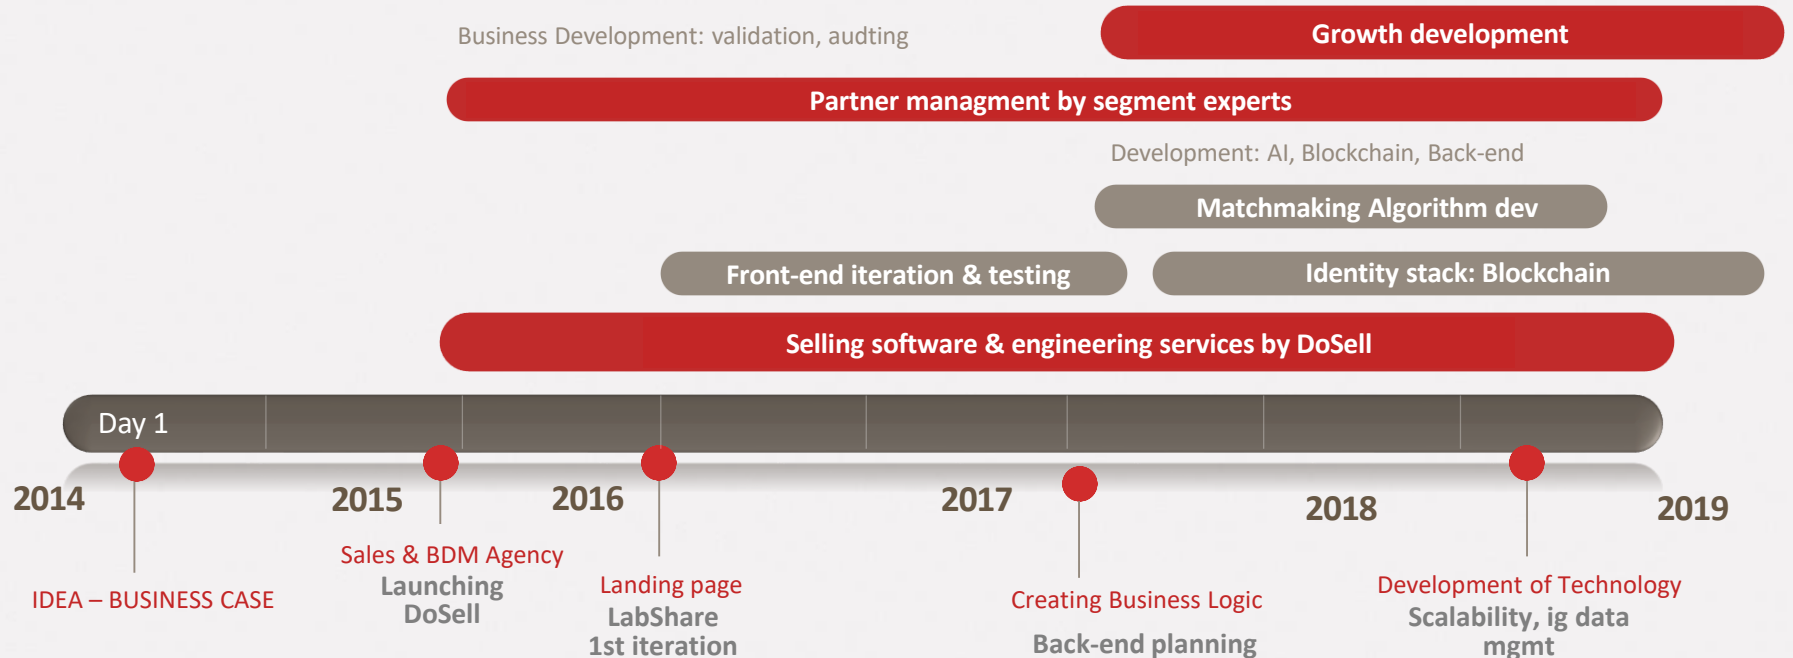 Business Development: validation, audting
Growth development
Partner managment by segment experts
Development: AI, Blockchain, Back-end
Matchmaking Algorithm dev
Front-end iteration & testing
Identity stack: Blockchain
Selling software & engineering services by DoSell
Day 1
2014
2015
2016
2017
2018
2019
IDEA – BUSINESS CASE
Sales & BDM Agency
Launching
DoSell
Landing page
LabShare
1st iteration
Creating Business Logic
Back-end planning
Development of Technology
Scalability, ig data
mgmt